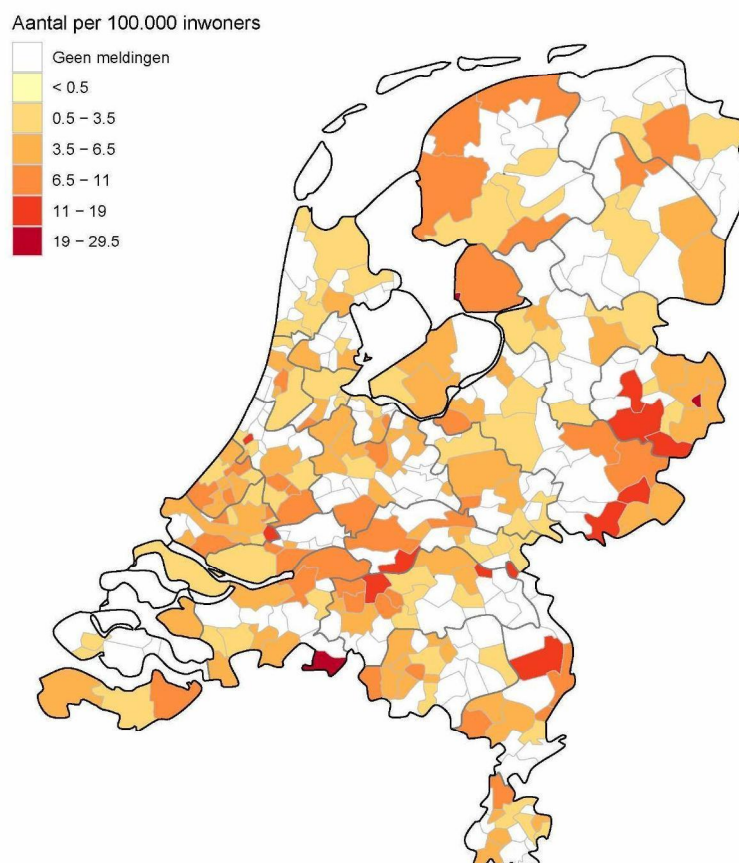 Aantal per 100.000 inwoners
Geen meldingen
< 0.5
0.5 – 3.5
3.5 – 6.5
6.5 – 11
11 – 19
19 – 29.5